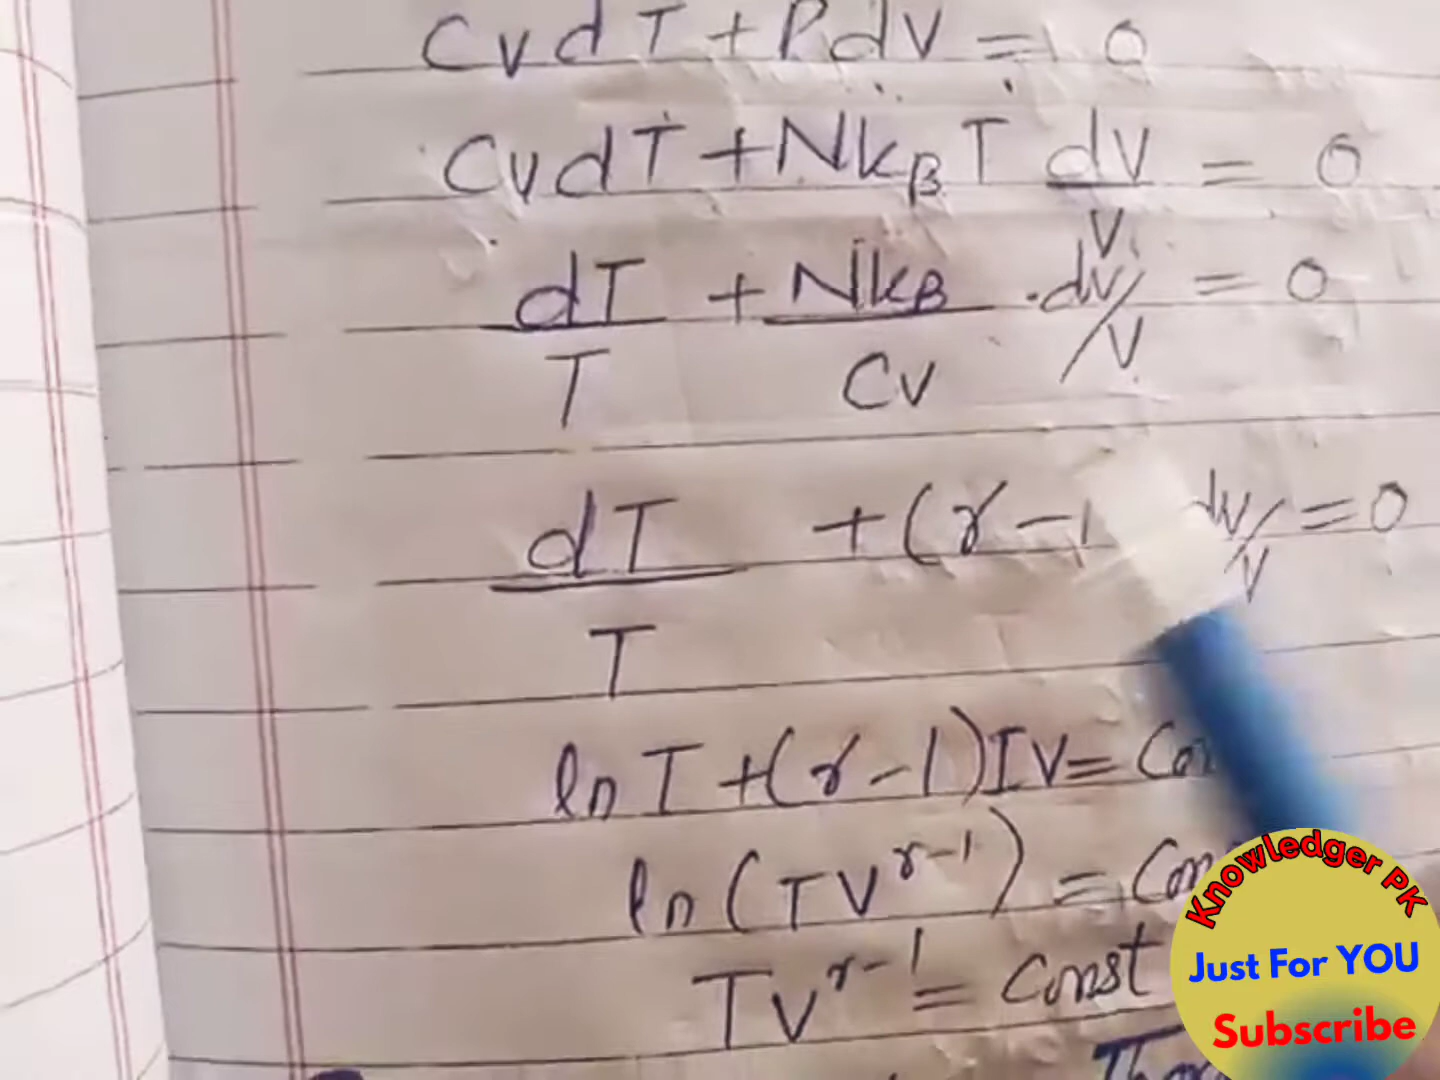 CvdT + PdV = 0
CvdT + NkBT dV/V = 0
dT/T + NkB/Cv · dv/V = 0
dT/T + (γ-1 dv/V = 0
ln T + (γ-1) IV = Con
ln (TV^γ-1) = Con
TV^γ-1 = Const
Knowledger PK
Just For YOU
Subscribe